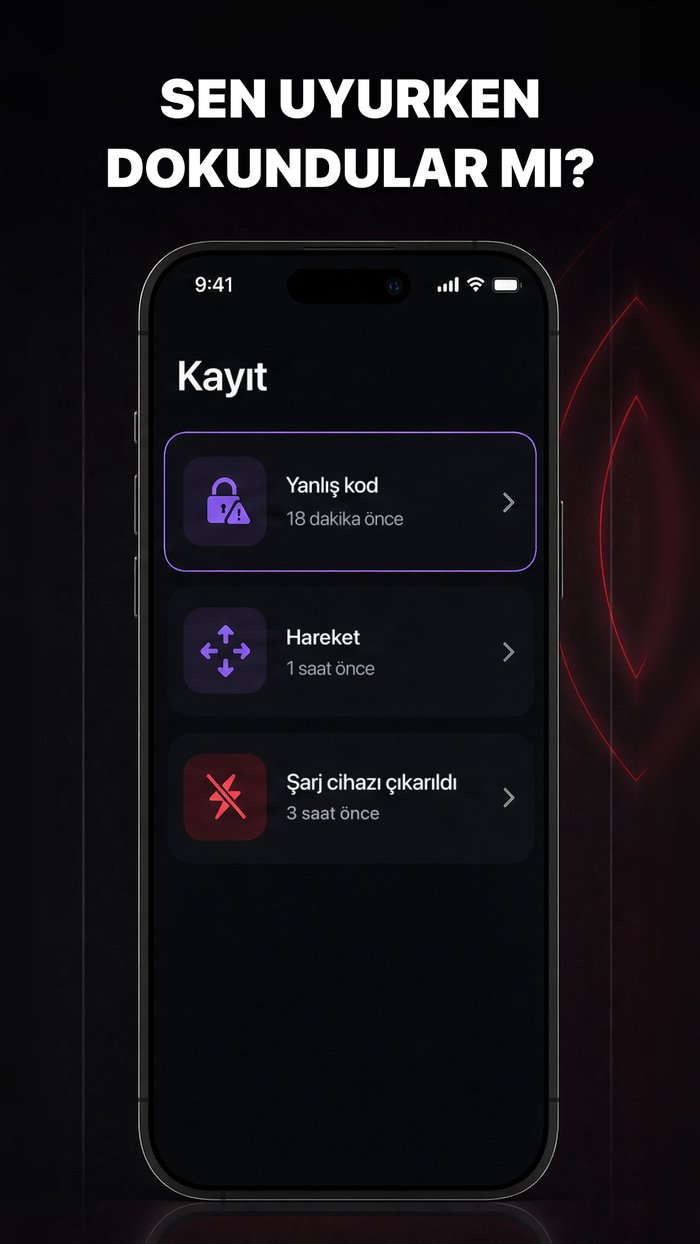 SEN UYURKEN
DOKUNDULAR MI?
9:41
Kayıt
Yanlış kod
18 dakika önce
Hareket
1 saat önce
Şarj cihazı çıkarıldı
3 saat önce